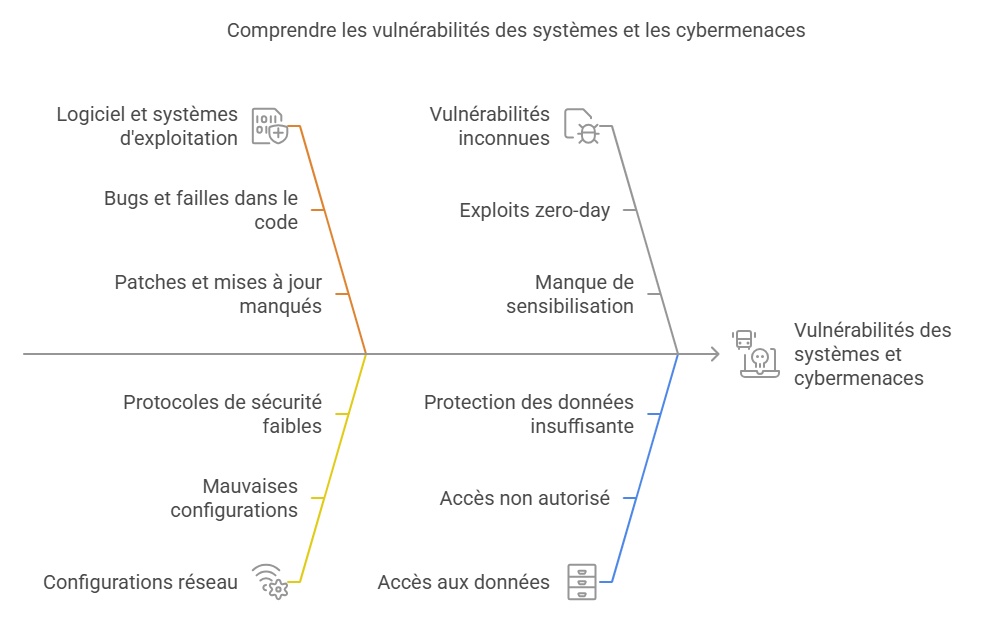 Comprendre les vulnérabilités des systèmes et les cybermenaces
Logiciel et systèmes
d'exploitation
Bugs et failles dans le
code
Patches et mises à jour
manqués
Vulnérabilités
inconnues
Exploits zero-day
Manque de
sensibilisation
Vulnérabilités des
systèmes et
cybermenaces
Protocoles de sécurité
faibles
Mauvaises
configurations
Configurations réseau
Protection des données
insuffisante
Accès non autorisé
Accès aux données